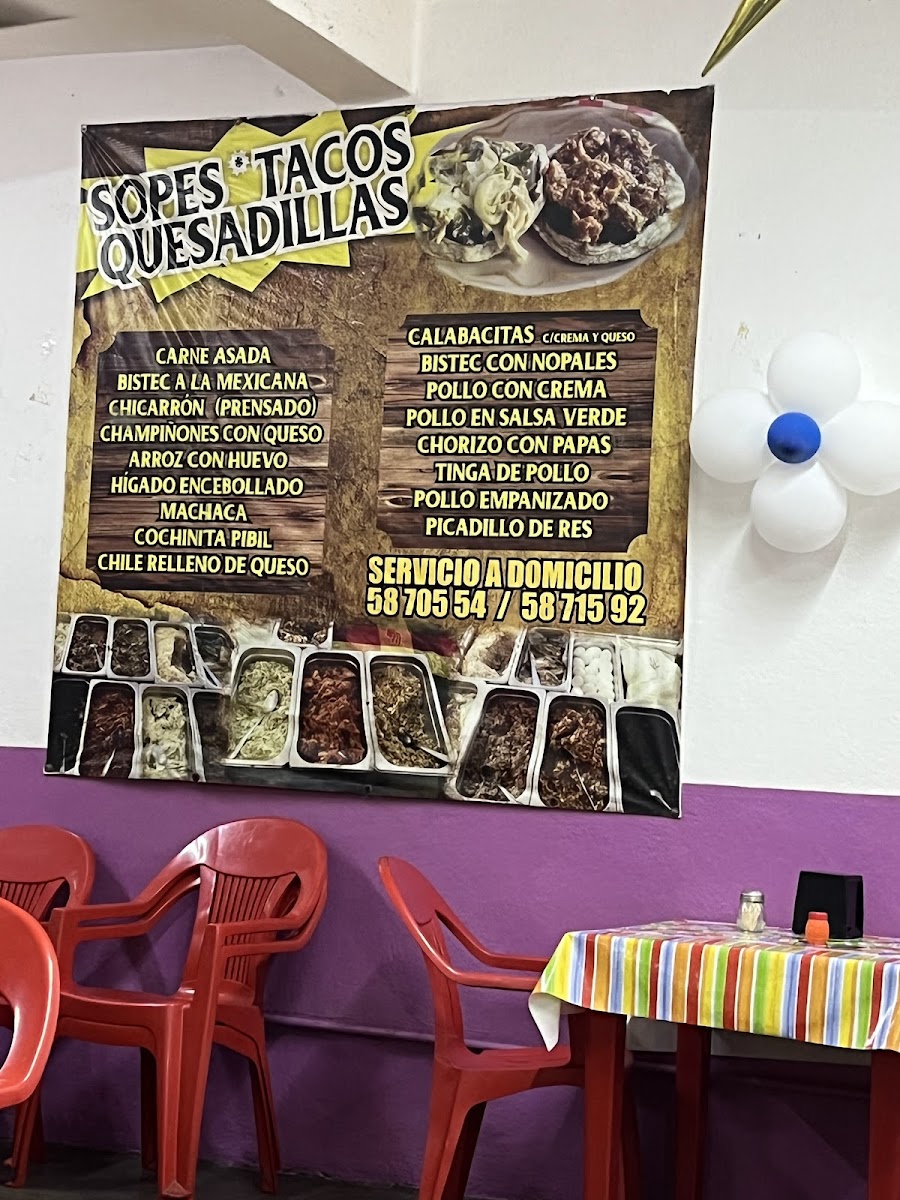 SOPES * TACOS
QUESADILLAS
CARNE ASADA
BISTEC A LA MEXICANA
CHICARRÓN (PRENSADO)
CHAMPIÑONES CON QUESO
ARROZ CON HUEVO
HÍGADO ENCEBOLLADO
MACHACA
COCHINITA PIBIL
CHILE RELLENO DE QUESO
CALABACITAS C/CREMA Y QUESO
BISTEC CON NOPALES
POLLO CON CREMA
POLLO EN SALSA VERDE
CHORIZO CON PAPAS
TINGA DE POLLO
POLLO EMPANIZADO
PICADILLO DE RES
SERVICIO A DOMICILIO
58 705 54 / 58 715 92